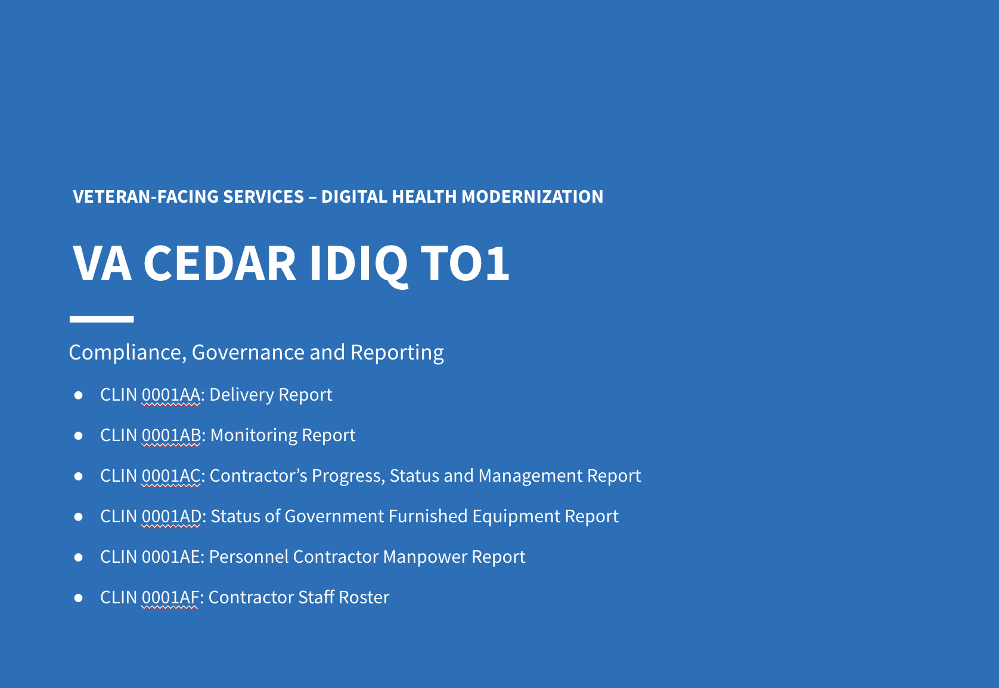 VETERAN-FACING SERVICES – DIGITAL HEALTH MODERNIZATION
VA CEDAR IDIQ TO1
Compliance, Governance and Reporting
● CLIN 0001AA: Delivery Report
● CLIN 0001AB: Monitoring Report
● CLIN 0001AC: Contractor’s Progress, Status and Management Report
● CLIN 0001AD: Status of Government Furnished Equipment Report
● CLIN 0001AE: Personnel Contractor Manpower Report
● CLIN 0001AF: Contractor Staff Roster